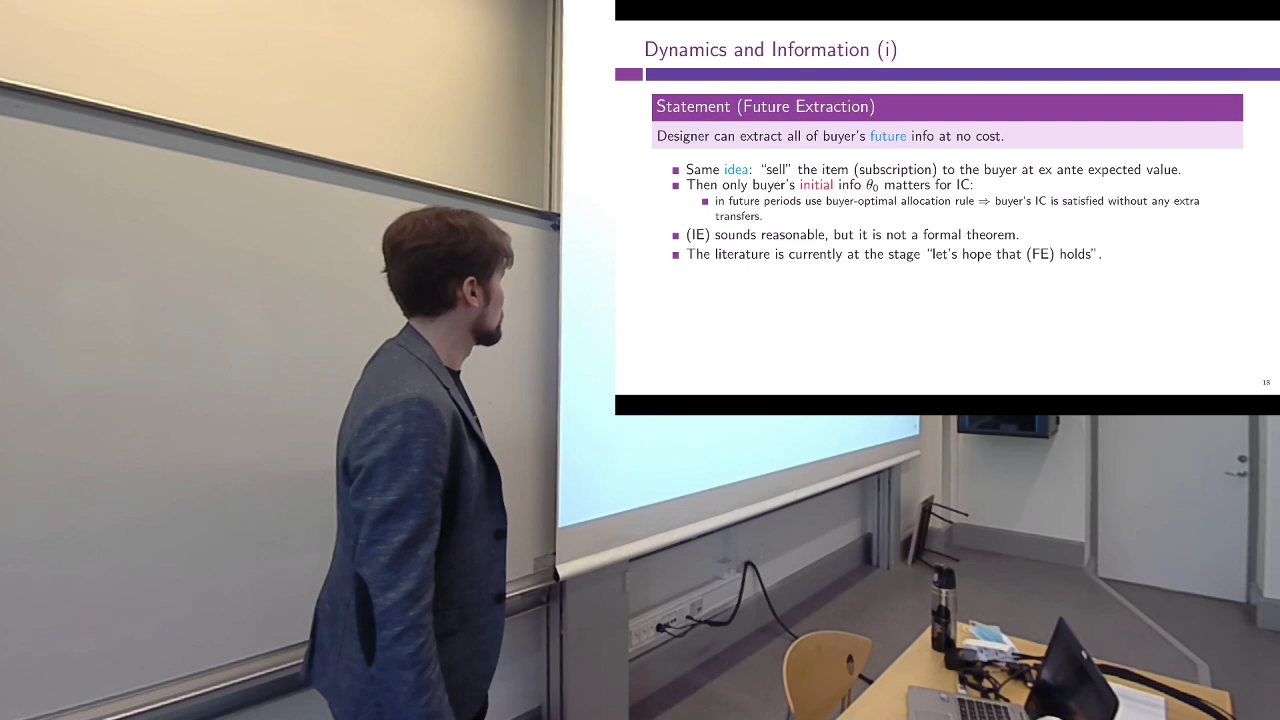 Dynamics and Information (i)
Statement (Future Extraction)
Designer can extract all of buyer's future info at no cost.
Same idea: “sell” the item (subscription) to the buyer at ex ante expected value.
Then only buyer's initial info θ₀ matters for IC:
in future periods use buyer-optimal allocation rule ⇒ buyer's IC is satisfied without any extra
transfers.
(IE) sounds reasonable, but it is not a formal theorem.
The literature is currently at the stage “let's hope that (FE) holds”.
18